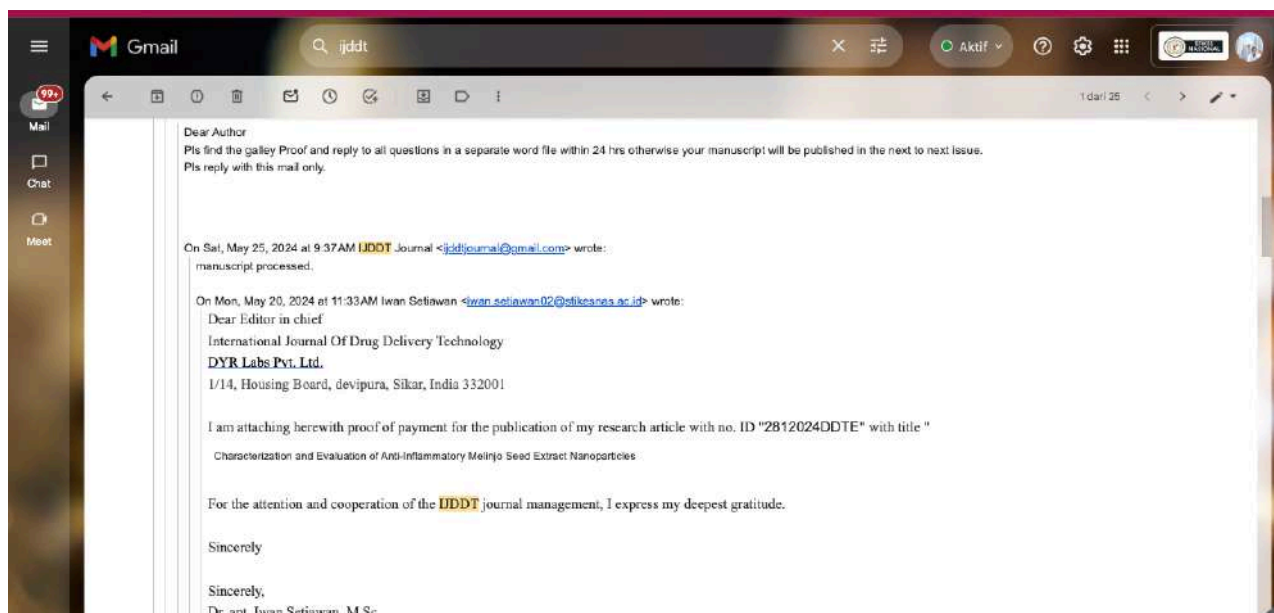 Gmail
ijddt
Aktif
STIKES
NASIONAL
99+
Mail
Chat
Meet
1 dari 25
Dear Author
Pls find the galley Proof and reply to all questions in a separate word file within 24 hrs otherwise your manuscript will be published in the next to next issue.
Pls reply with this mail only.
On Sat, May 25, 2024 at 9:37 AM IJDDT Journal <ijddtjournal@gmail.com> wrote:
manuscript processed.
On Mon, May 20, 2024 at 11:33 AM Iwan Setiawan <iwan.setiawan02@stikesnas.ac.id> wrote:
Dear Editor in chief
International Journal Of Drug Delivery Technology
DYR Labs Pvt. Ltd.
1/14, Housing Board, devipura, Sikar, India 332001
I am attaching herewith proof of payment for the publication of my research article with no. ID "2812024DDTE" with title "
Characterization and Evaluation of Anti-Inflammatory Melinjo Seed Extract Nanoparticles
For the attention and cooperation of the IJDDT journal management, I express my deepest gratitude.
Sincerely
Sincerely,
Dr. apt. Iwan Setiawan, M.Sc